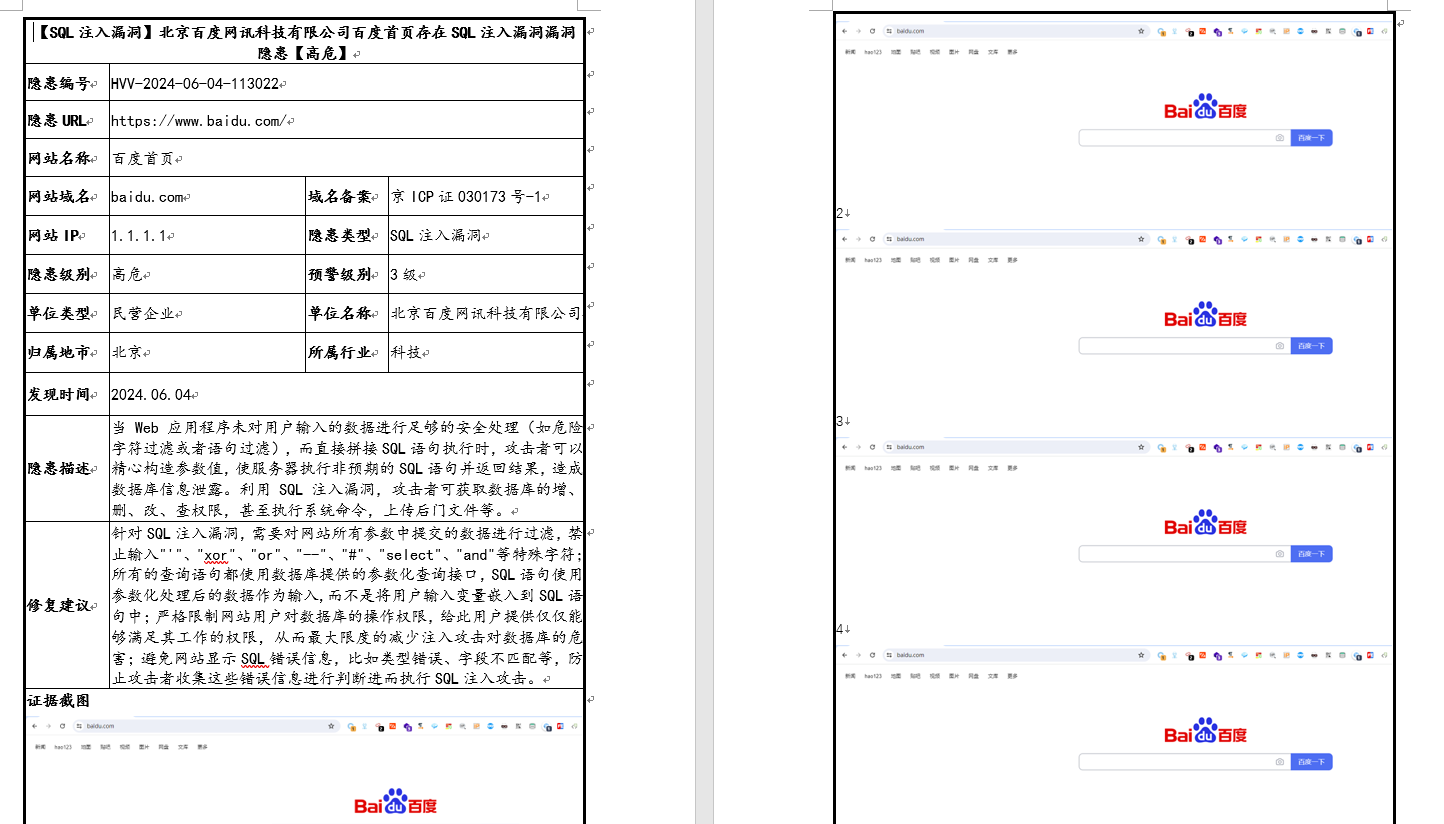 【SQL 注入漏洞】北京百度网讯科技有限公司百度首页存在 SQL 注入漏洞漏洞
隐患【高危】
隐患编号 HVV-2024-06-04-113022
隐患 URL https://www.baidu.com/
网站名称 百度首页
网站域名 baidu.com 域名备案 京 ICP 证 030173 号-1
网站 IP 1.1.1.1 隐患类型 SQL 注入漏洞
隐患级别 高危 预警级别 3 级
单位类型 民营企业 单位名称 北京百度网讯科技有限公司
归属地市 北京 所属行业 科技
发现时间 2024.06.04
隐患描述
当 Web 应用程序未对用户输入的数据进行足够的安全处理（如危险
字符过滤或者语句过滤），而直接拼接 SQL 语句执行时，攻击者可以
精心构造参数值，使服务器执行非预期的 SQL 语句并返回结果，造成
数据库信息泄露。利用 SQL 注入漏洞，攻击者可获取数据库的增、
删、改、查权限，甚至执行系统命令，上传后门文件等。
修复建议
针对 SQL 注入漏洞，需要对网站所有参数中提交的数据进行过滤，禁
止输入"'"、"xor"、"or"、"--"、"#"、"select"、"and"等特殊字符；
所有的查询语句都使用数据库提供的参数化查询接口，SQL 语句使用
参数化处理后的数据作为输入，而不是将用户输入变量嵌入到 SQL 语
句中；严格限制网站用户对数据库的操作权限，给此用户提供仅仅能
够满足其工作的权限，从而最大限度的减少注入攻击对数据库的危
害；避免网站显示 SQL 错误信息，比如类型错误、字段不匹配等，防
止攻击者收集这些错误信息进行判断进而执行 SQL 注入攻击。
证据截图
baidu.com
新闻 hao123 地图 贴吧 视频 图片 网盘 文库 更多
Bai du 百度
baidu.com
新闻 hao123 地图 贴吧 视频 图片 网盘 文库 更多
Bai du 百度
百度一下
2
baidu.com
新闻 hao123 地图 贴吧 视频 图片 网盘 文库 更多
Bai du 百度
百度一下
3
baidu.com
新闻 hao123 地图 贴吧 视频 图片 网盘 文库 更多
Bai du 百度
百度一下
4
baidu.com
新闻 hao123 地图 贴吧 视频 图片 网盘 文库 更多
Bai du 百度
百度一下